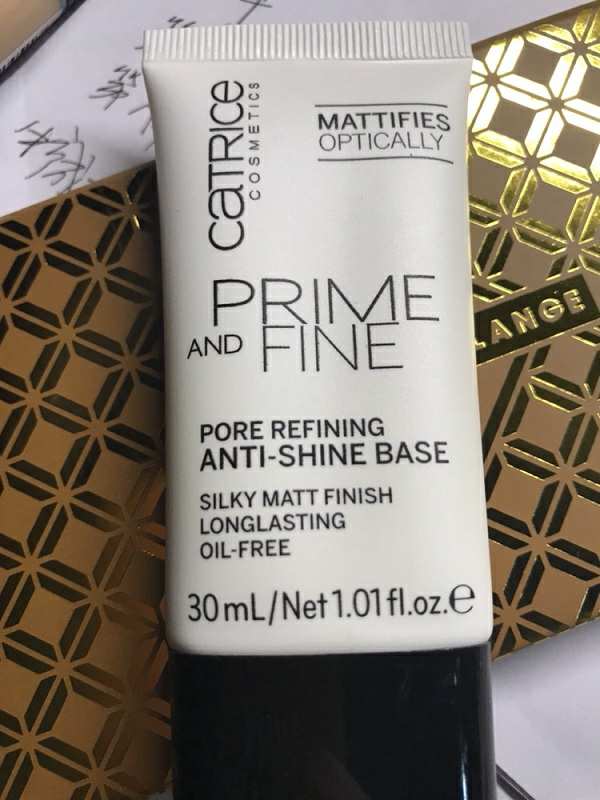 CATRICE
COSMETICS
MATTIFIES
OPTICALLY
PRIME
AND FINE
PORE REFINING
ANTI-SHINE BASE
SILKY MATT FINISH
LONGLASTING
OIL-FREE
30 mL/Net 1.01 fl.oz.℮
LANGE